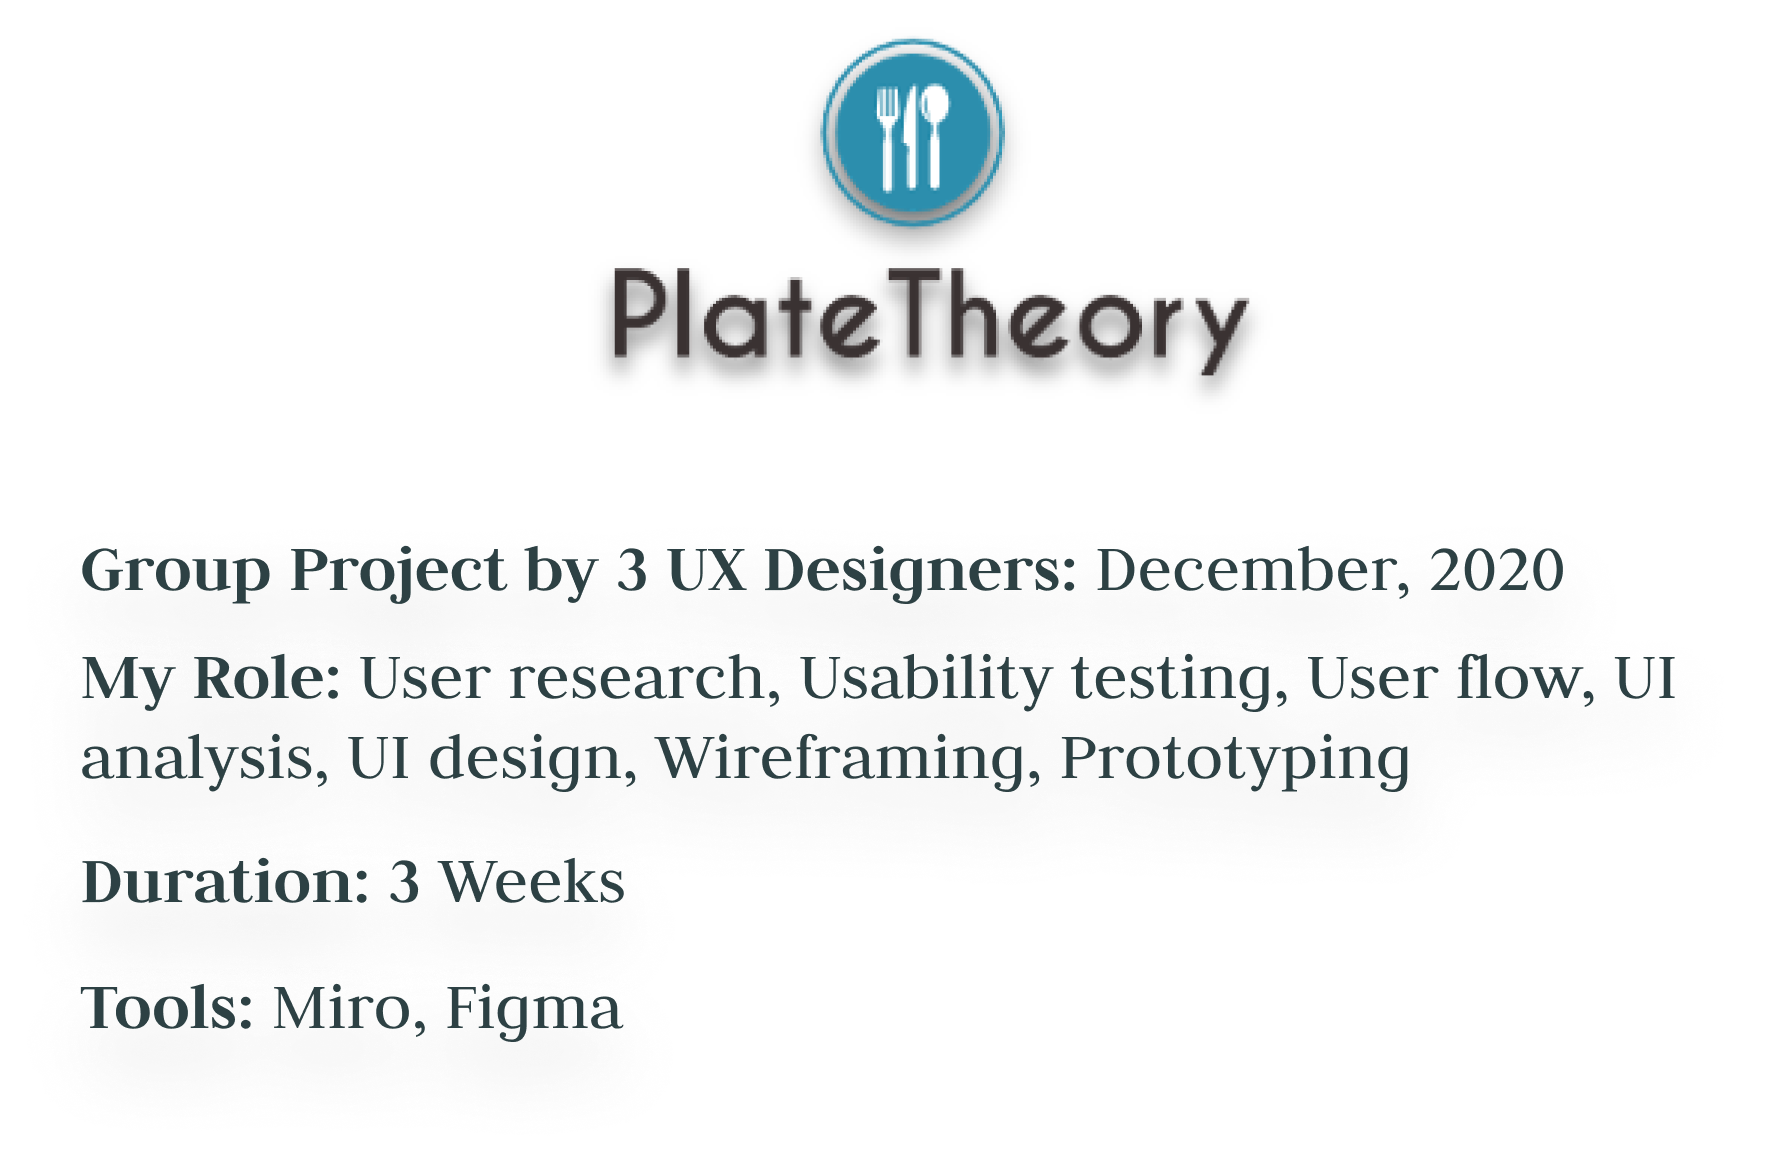 PlateTheory
Group Project by 3 UX Designers: December, 2020
My Role: User research, Usability testing, User flow, UI
analysis, UI design, Wireframing, Prototyping
Duration: 3 Weeks
Tools: Miro, Figma